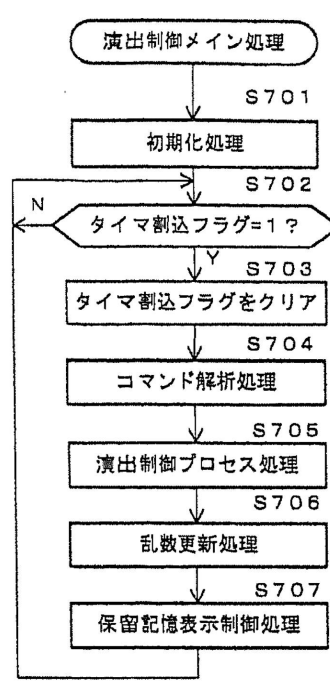 演出制御メイン処理
S701
初期化処理
S702
N
タイマ割込フラグ=1?
Y
S703
タイマ割込フラグをクリア
S704
コマンド解析処理
S705
演出制御プロセス処理
S706
乱数更新処理
S707
保留記憶表示制御処理